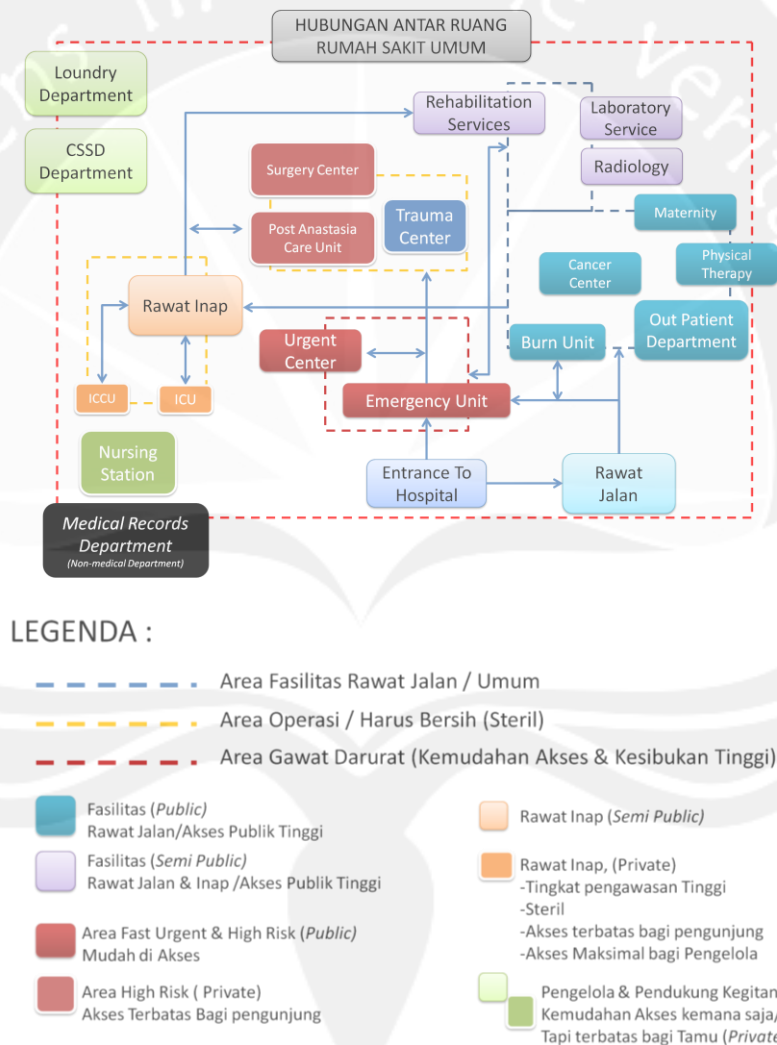 HUBUNGAN ANTAR RUANG
RUMAH SAKIT UMUM
Loundry
Department
CSSD
Department
Rehabilitation
Services
Laboratory
Service
Radiology
Surgery Center
Post Anastasia
Care Unit
Trauma
Center
Maternity
Cancer
Center
Physical
Therapy
Rawat Inap
Urgent
Center
Burn Unit
Out Patient
Department
ICCU
ICU
Emergency Unit
Nursing
Station
Entrance To
Hospital
Rawat
Jalan
Medical Records
Department
(Non-medical Department)
LEGENDA :
Area Fasilitas Rawat Jalan / Umum
Area Operasi / Harus Bersih (Steril)
Area Gawat Darurat (Kemudahan Akses & Kesibukan Tinggi)
Fasilitas (Public)
Rawat Jalan/Akses Publik Tinggi
Fasilitas (Semi Public)
Rawat Jalan & Inap /Akses Publik Tinggi
Area Fast Urgent & High Risk (Public)
Mudah di Akses
Area High Risk ( Private)
Akses Terbatas Bagi pengunjung
Rawat Inap (Semi Public)
Rawat Inap, (Private)
-Tingkat pengawasan Tinggi
-Steril
-Akses terbatas bagi pengunjung
-Akses Maksimal bagi Pengelola
Pengelola & Pendukung Kegitan
Kemudahan Akses kemana saja/
Tapi terbatas bagi Tamu (Private